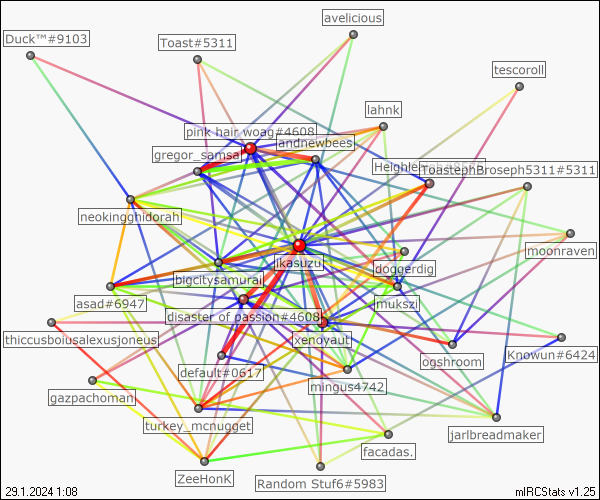 avelicious
Duck™#9103
Toast#5311
tescoroll
lahnk
pink hair woag#4608
andnewbees
gregor_samsa
ToastephBroseph5311#5311
neokingghidorah
moonraven
jkasuzu
doggerdig
bigcitysamurai
asad#6947
mukszi
disaster of passion#4608
thiccusboiusalexusjoneus
xenoyaut
Knowun#6424
ogshroom
default#0617
mingus4742
gazpachoman
turkey_mcnugget
jarlbreadmaker
facadas.
ZeeHonK
Random Stuf6#5983
29.1.2024 1:08
mIRCStats v1.25